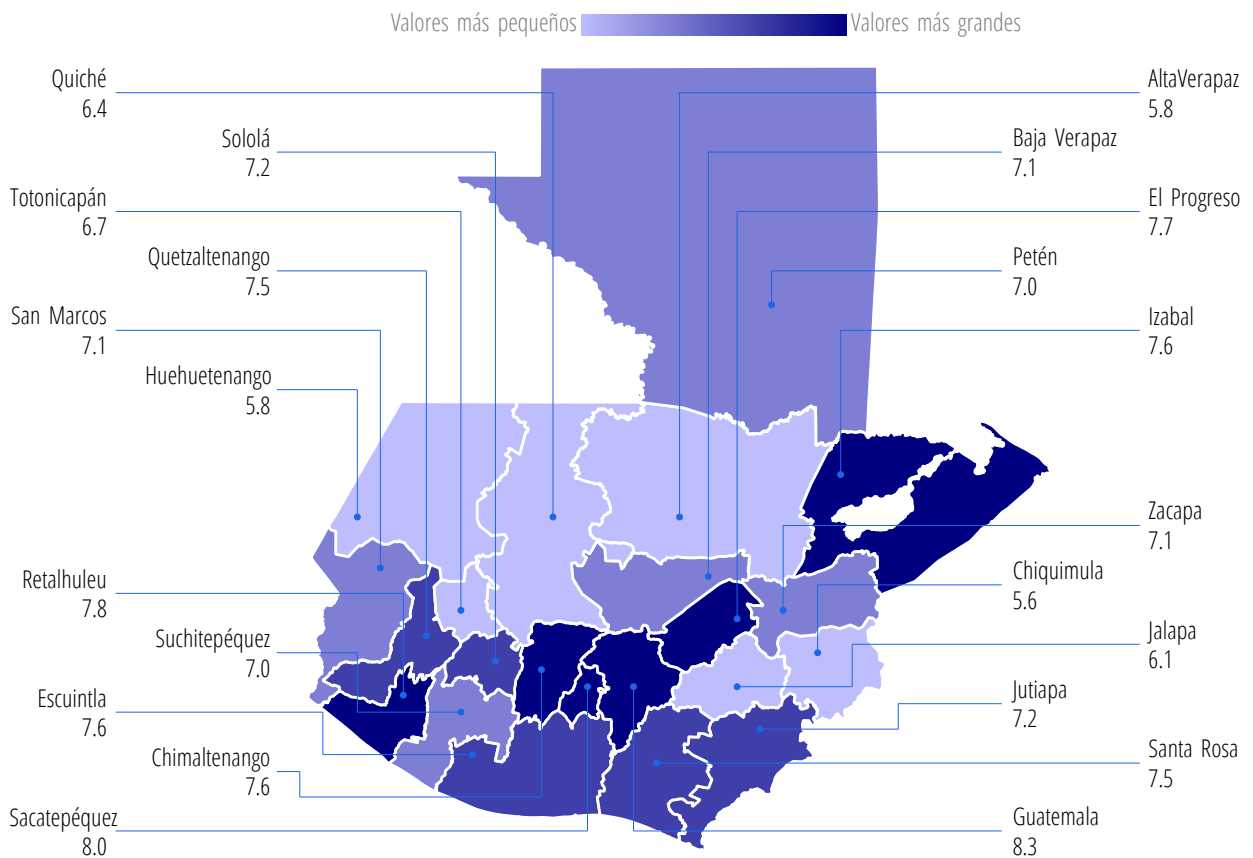 Valores más pequeños
Valores más grandes
Quiché
6.4
Sololá
7.2
Totonicapán
6.7
Quetzaltenango
7.5
San Marcos
7.1
Huehuetenango
5.8
Retalhuleu
7.8
Suchitepéquez
7.0
Escuintla
7.6
Chimaltenango
7.6
Sacatepéquez
8.0
AltaVerapaz
5.8
Baja Verapaz
7.1
El Progreso
7.7
Petén
7.0
Izabal
7.6
Zacapa
7.1
Chiquimula
5.6
Jalapa
6.1
Jutiapa
7.2
Santa Rosa
7.5
Guatemala
8.3